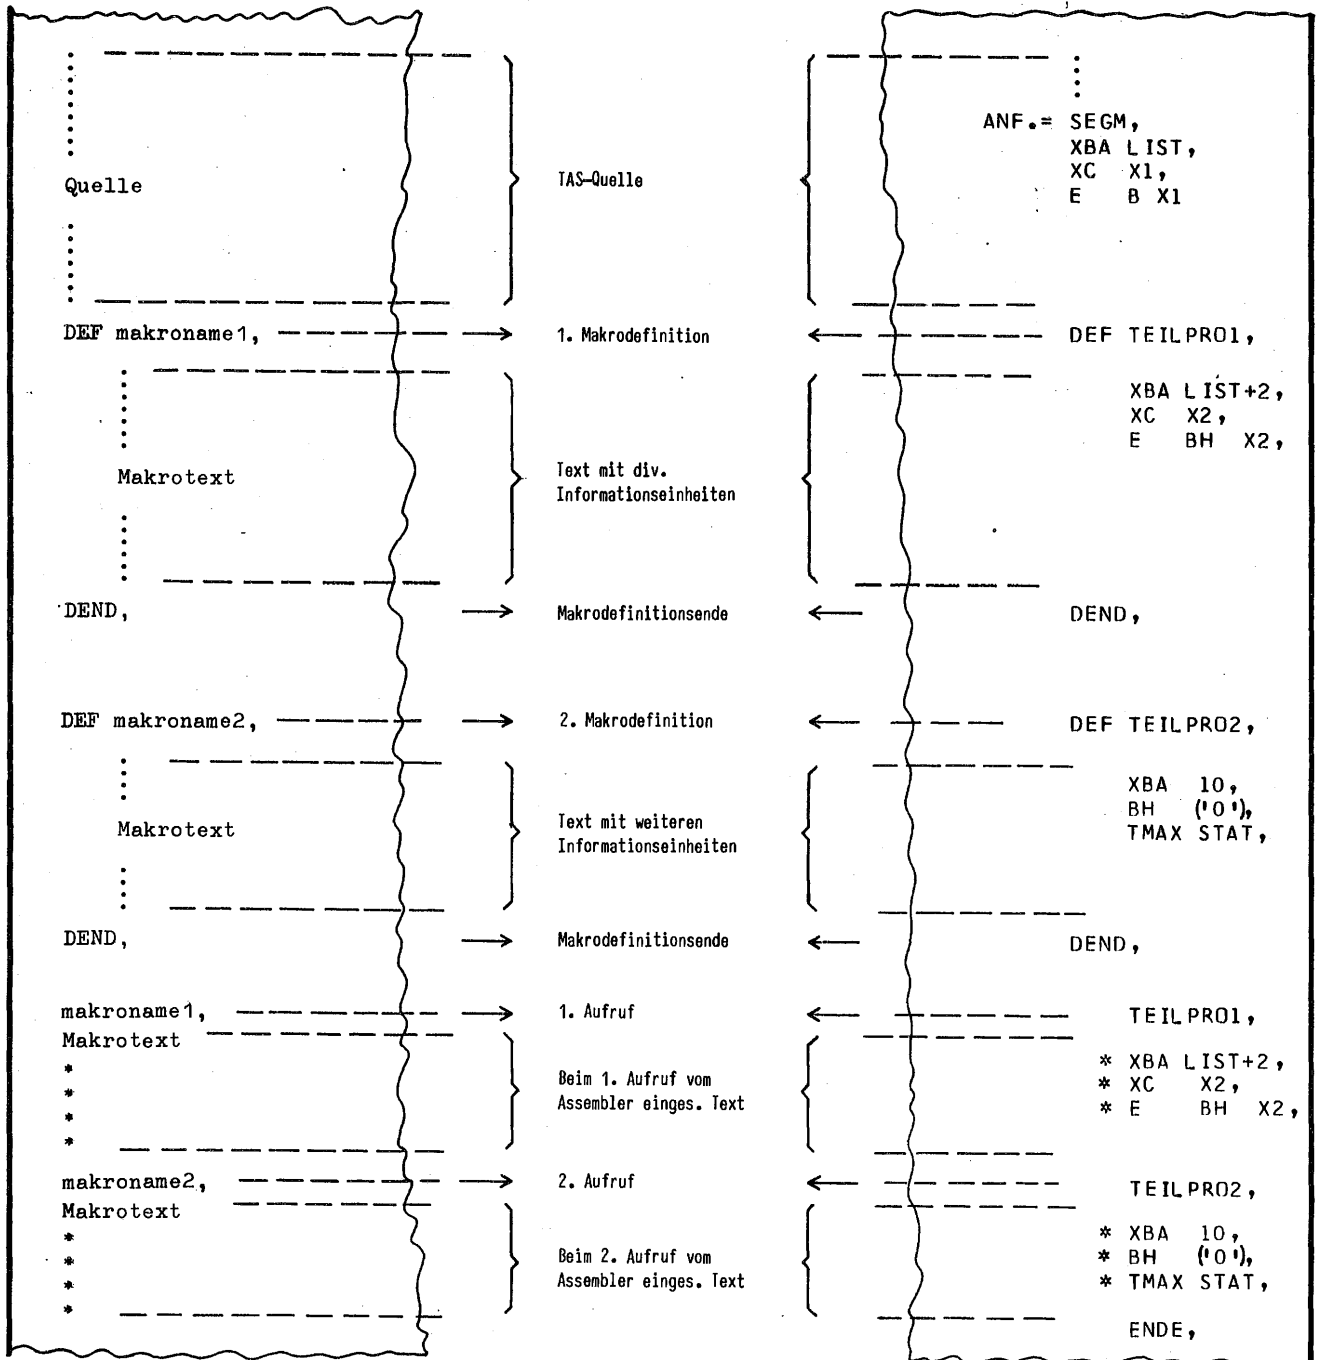 Quelle
DEF makroname1,
Makrotext
DEND,
DEF makroname2,
Makrotext
DEND,
makroname1,
Makrotext
*
*
*
*
makroname2,
Makrotext
*
*
*
*
TAS-Quelle
1. Makrodefinition
Text mit div.
Informationseinheiten
Makrodefinitionsende
2. Makrodefinition
Text mit weiteren
Informationseinheiten
Makrodefinitionsende
1. Aufruf
Beim 1. Aufruf vom
Assembler einges. Text
2. Aufruf
Beim 2. Aufruf vom
Assembler einges. Text
ANF.= SEGM,
XBA LIST,
XC X1,
E B X1
DEF TEILPRO1,
XBA LIST+2,
XC X2,
E BH X2,
DEND,
DEF TEILPRO2,
XBA 10,
BH ('0'),
TMAX STAT,
DEND,
TEILPRO1,
* XBA LIST+2,
* XC X2,
* E BH X2,
TEILPRO2,
* XBA 10,
* BH ('0'),
* TMAX STAT,
ENDE,